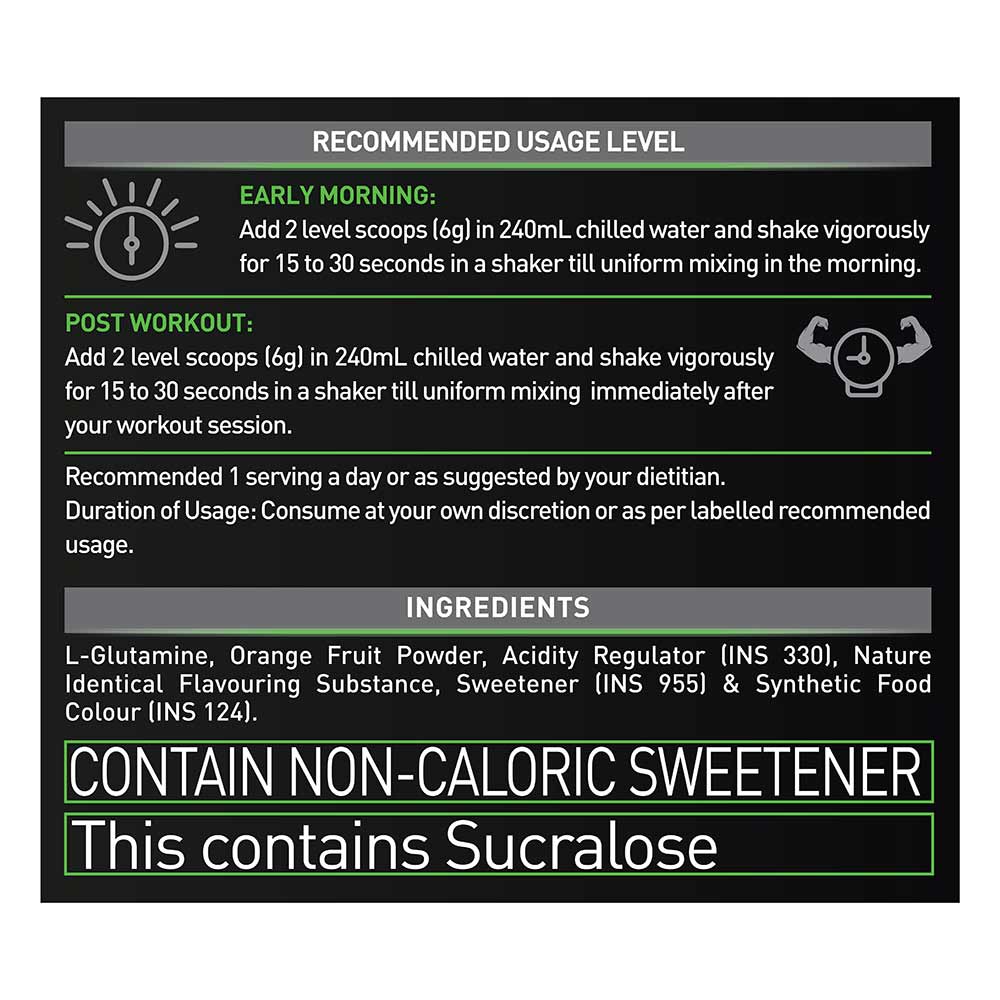 RECOMMENDED USAGE LEVEL
EARLY MORNING:
Add 2 level scoops (6g) in 240mL chilled water and shake vigorously
for 15 to 30 seconds in a shaker till uniform mixing in the morning.
POST WORKOUT:
Add 2 level scoops (6g) in 240mL chilled water and shake vigorously
for 15 to 30 seconds in a shaker till uniform mixing immediately after
your workout session.
Recommended 1 serving a day or as suggested by your dietitian.
Duration of Usage: Consume at your own discretion or as per labelled recommended
usage.
INGREDIENTS
L-Glutamine, Orange Fruit Powder, Acidity Regulator (INS 330), Nature
Identical Flavouring Substance, Sweetener (INS 955) & Synthetic Food
Colour (INS 124).
CONTAIN NON-CALORIC SWEETENER
This contains Sucralose